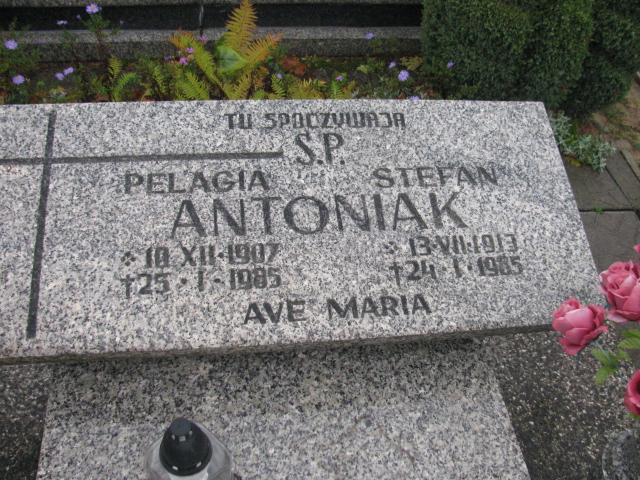 TU SPOCZYWAJĄ
Ś.P.
PELAGIA STEFAN
ANTONIAK
* 10 XII·1907 * 13·VII·1913
†25·I·1985 †24·I·1985
AVE MARIA